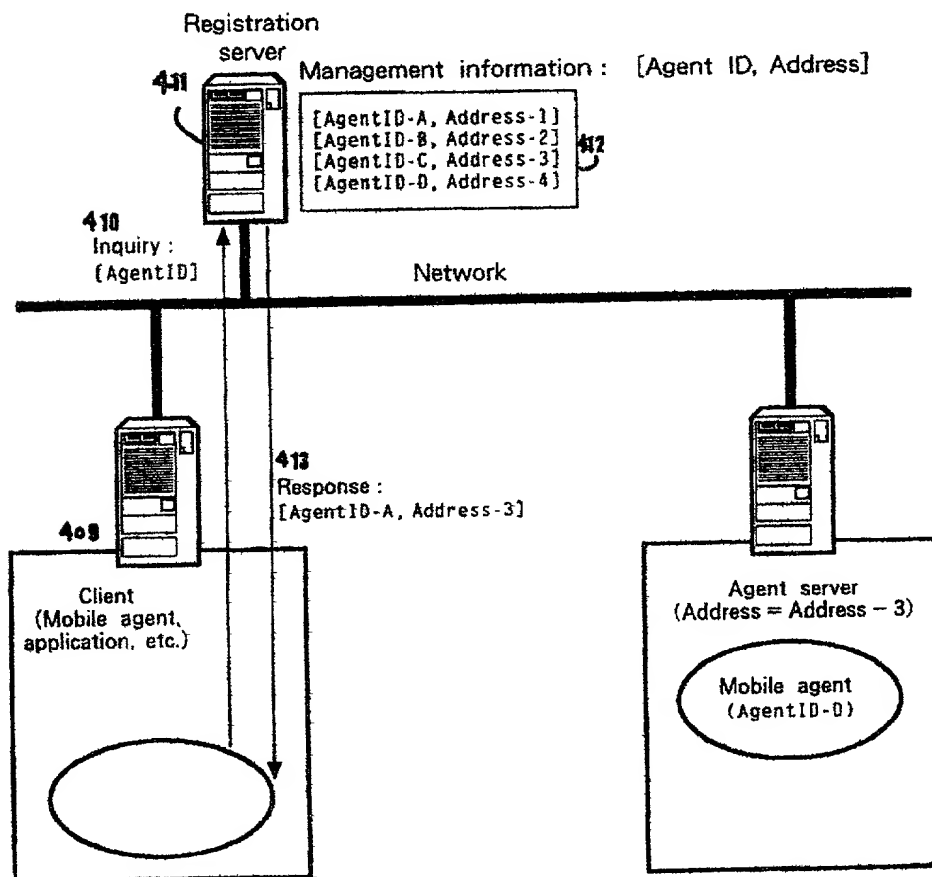 Registration
server
411
Management information : [Agent ID, Address]
[AgentID-A, Address-1]
[AgentID-B, Address-2]
[AgentID-C, Address-3]
[AgentID-D, Address-4]
412
410
Inquiry :
[AgentID]
Network
413
Response :
[AgentID-A, Address-3]
409
Client
(Mobile agent,
application, etc.)
Agent server
(Address = Address - 3)
Mobile agent
(AgentID-D)